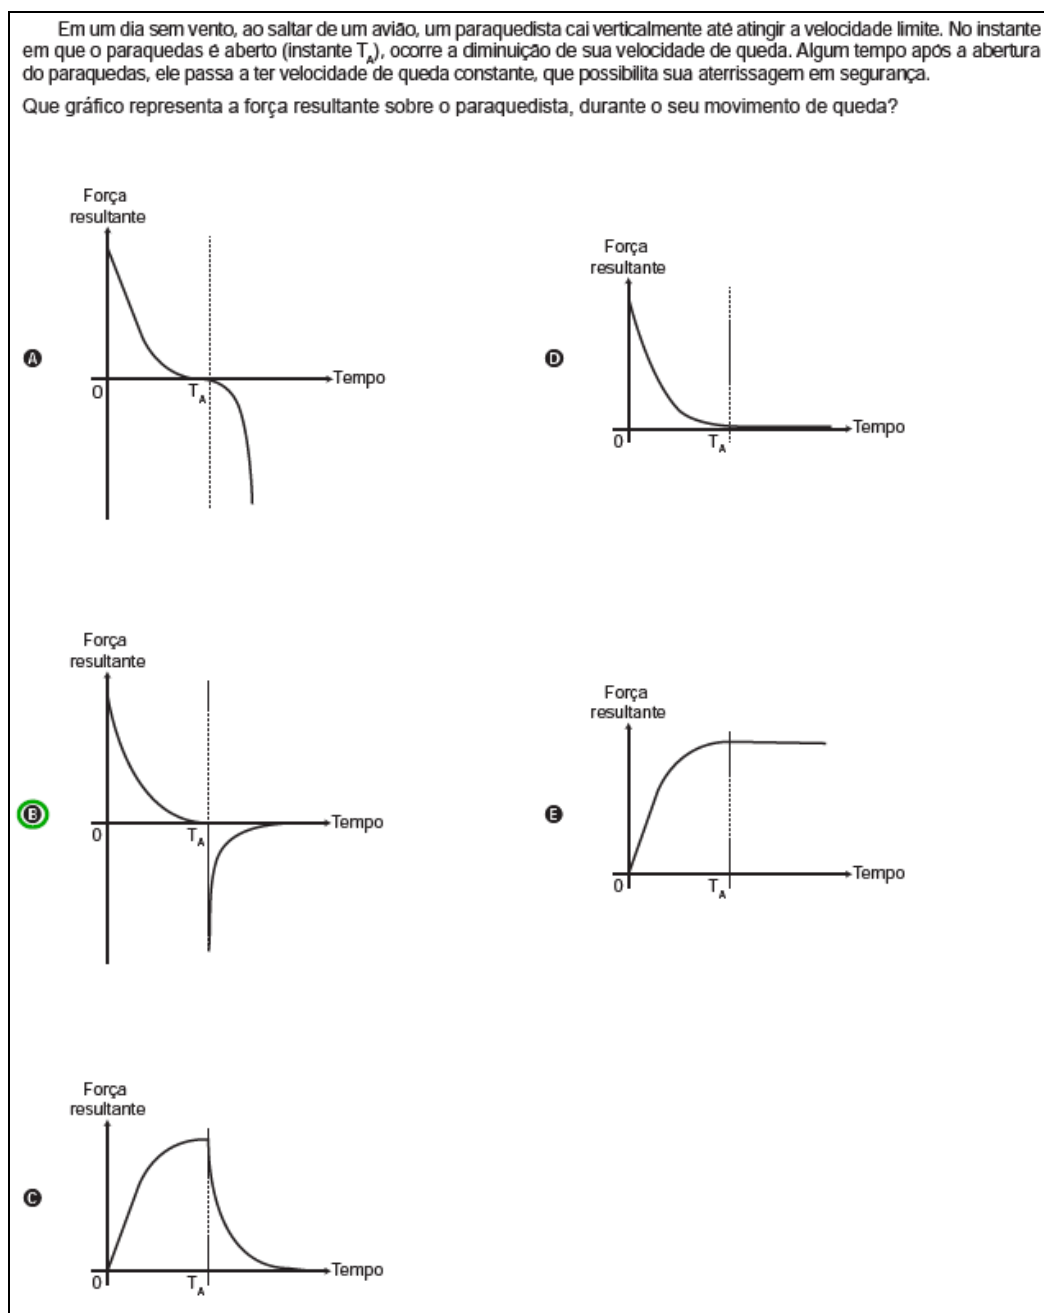 Em um dia sem vento, ao saltar de um avião, um paraquedista cai verticalmente até atingir a velocidade limite. No instante
em que o paraquedas é aberto (instante T_A), ocorre a diminuição de sua velocidade de queda. Algum tempo após a abertura
do paraquedas, ele passa a ter velocidade de queda constante, que possibilita sua aterrissagem em segurança.
Que gráfico representa a força resultante sobre o paraquedista, durante o seu movimento de queda?
Força
resultante
A
0
T_A
Tempo
Força
resultante
D
0
T_A
Tempo
Força
resultante
B
0
T_A
Tempo
Força
resultante
E
0
T_A
Tempo
Força
resultante
C
0
T_A
Tempo